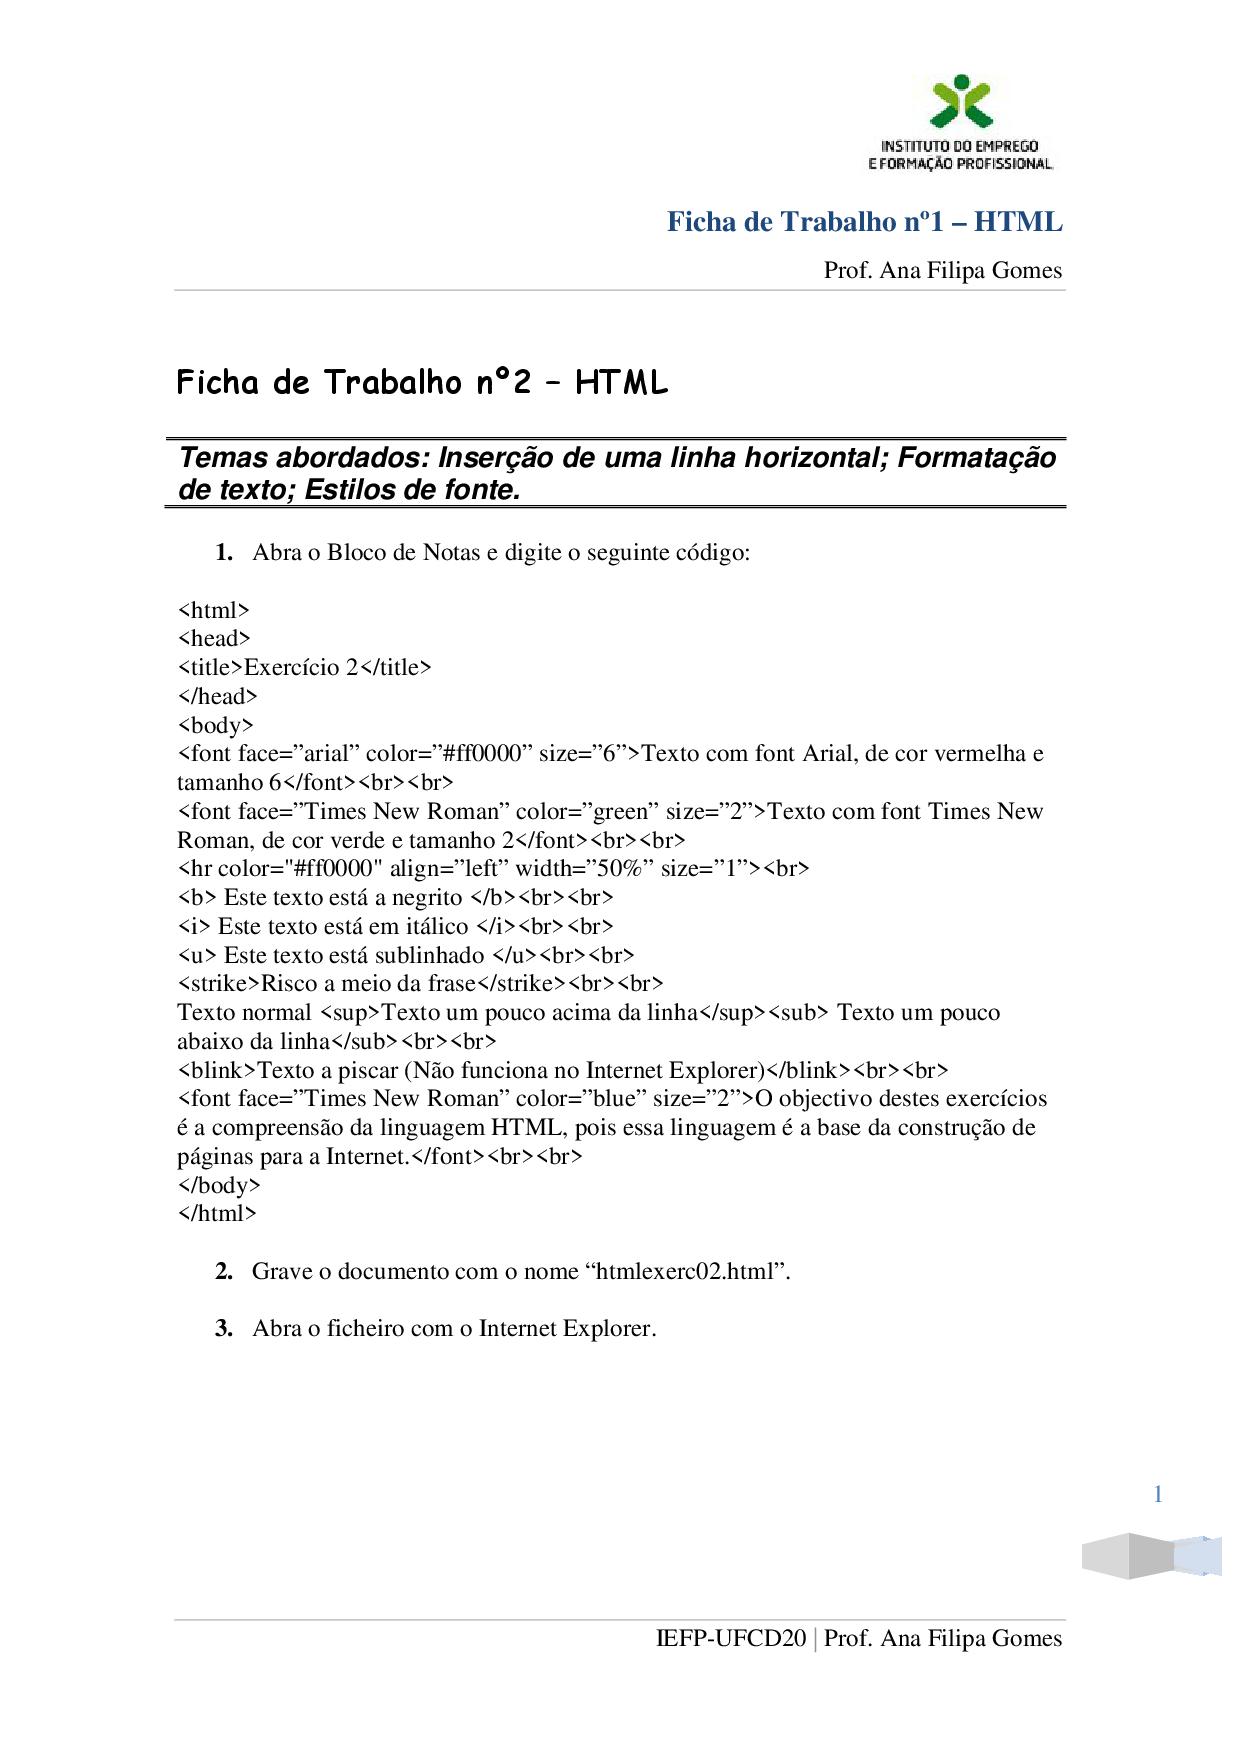 INSTITUTO DO EMPREGO
E FORMAÇÃO PROFISSIONAL
Ficha de Trabalho nº1 – HTML
Prof. Ana Filipa Gomes
Ficha de Trabalho nº2 – HTML
Temas abordados: Inserção de uma linha horizontal; Formatação
de texto; Estilos de fonte.
1. Abra o Bloco de Notas e digite o seguinte código:
<html>
<head>
<title>Exercício 2</title>
</head>
<body>
<font face=”arial” color=”#ff0000” size=”6”>Texto com font Arial, de cor vermelha e
tamanho 6</font><br><br>
<font face=”Times New Roman” color=”green” size=”2”>Texto com font Times New
Roman, de cor verde e tamanho 2</font><br><br>
<hr color="#ff0000" align=”left” width=”50%” size=”1”><br>
<b> Este texto está a negrito </b><br><br>
<i> Este texto está em itálico </i><br><br>
<u> Este texto está sublinhado </u><br><br>
<strike>Risco a meio da frase</strike><br><br>
Texto normal <sup>Texto um pouco acima da linha</sup><sub> Texto um pouco
abaixo da linha</sub><br><br>
<blink>Texto a piscar (Não funciona no Internet Explorer)</blink><br><br>
<font face=”Times New Roman” color=”blue” size=”2”>O objectivo destes exercícios
é a compreensão da linguagem HTML, pois essa linguagem é a base da construção de
páginas para a Internet.</font><br><br>
</body>
</html>
2. Grave o documento com o nome “htmlexerc02.html”.
3. Abra o ficheiro com o Internet Explorer.
1
IEFP-UFCD20 | Prof. Ana Filipa Gomes